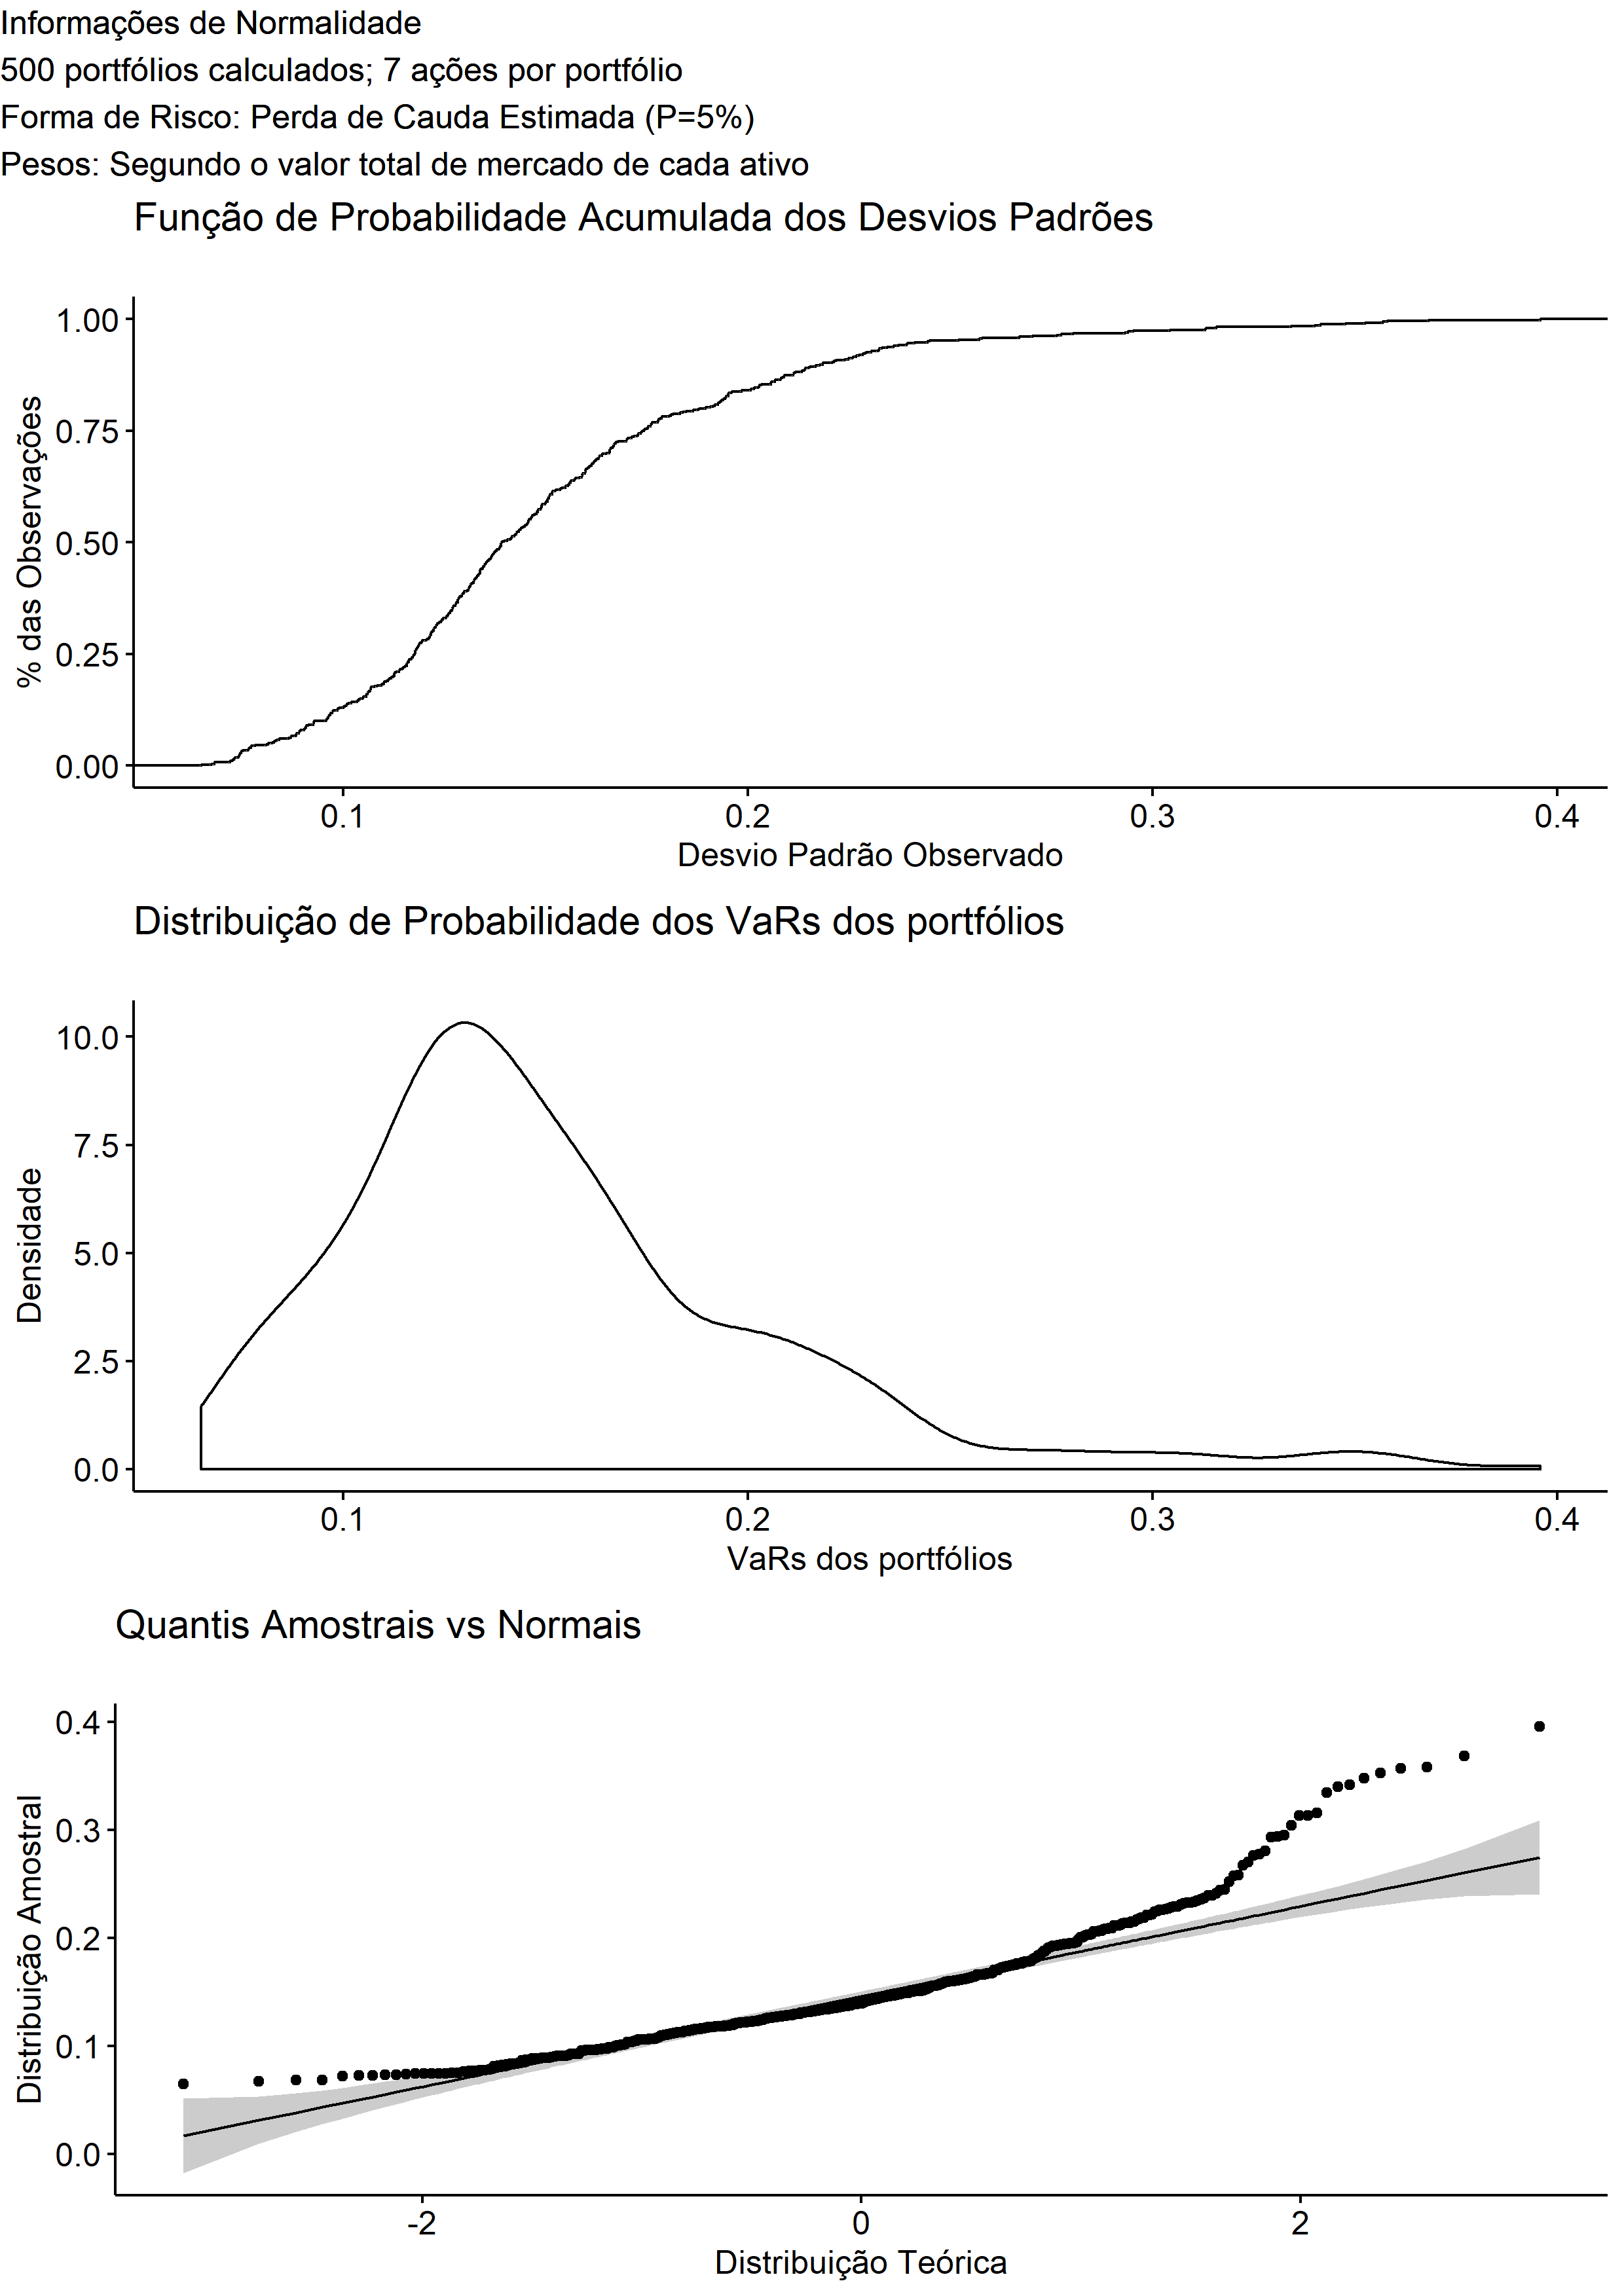 Informações de Normalidade
500 portfólios calculados; 7 ações por portfólio
Forma de Risco: Perda de Cauda Estimada (P=5%)
Pesos: Segundo o valor total de mercado de cada ativo
Função de Probabilidade Acumulada dos Desvios Padrões
% das Observações
1.00
0.75
0.50
0.25
0.00
0.1 0.2 0.3 0.4
Desvio Padrão Observado
Distribuição de Probabilidade dos VaRs dos portfólios
Densidade
10.0
7.5
5.0
2.5
0.0
0.1 0.2 0.3 0.4
VaRs dos portfólios
Quantis Amostrais vs Normais
Distribuição Amostral
0.4
0.3
0.2
0.1
0.0
-2 0 2
Distribuição Teórica